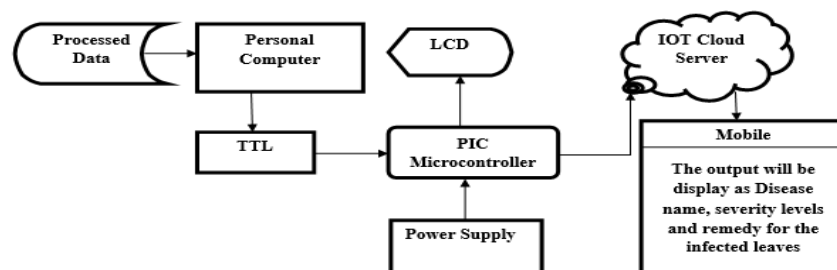 Processed
Data
Personal
Computer
LCD
IOT Cloud
Server
TTL
PIC
Microcontroller
Mobile
The output will be
display as Disease
name, severity levels
and remedy for the
infected leaves
Power Supply